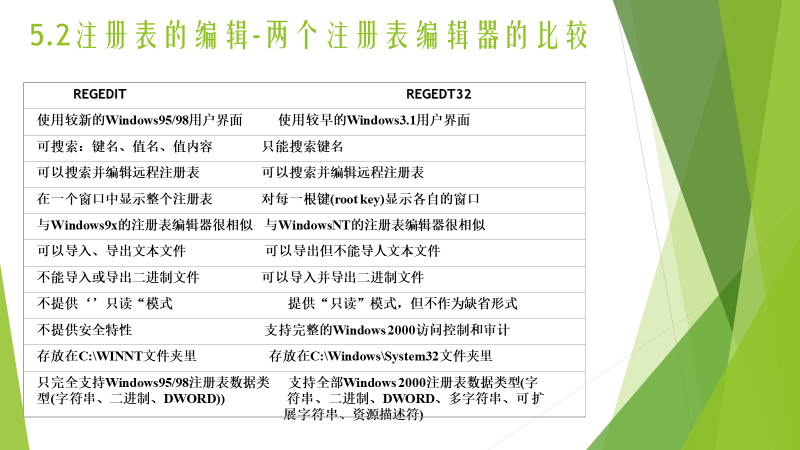 5.2注册表的编辑-两个注册表编辑器的比较
REGEDIT REGEDT32
使用较新的Windows95/98用户界面 使用较早的Windows3.1用户界面
可搜索：键名、值名、值内容 只能搜索键名
可以搜索并编辑远程注册表 可以搜索并编辑远程注册表
在一个窗口中显示整个注册表 对每一根键(root key)显示各自的窗口
与Windows9x的注册表编辑器很相似 与WindowsNT的注册表编辑器很相似
可以导入、导出文本文件 可以导出但不能导人文本文件
不能导入或导出二进制文件 可以导入并导出二进制文件
不提供‘’只读“模式 提供“只读”模式，但不作为缺省形式
不提供安全特性 支持完整的Windows 2000访问控制和审计
存放在C:\WINNT文件夹里 存放在C:\Windows\System32文件夹里
只完全支持Windows95/98注册表数据类 支持全部Windows 2000注册表数据类型(字
型(字符串、二进制、DWORD)) 符串、二进制、DWORD、多字符串、可扩
展字符串、资源描述符)